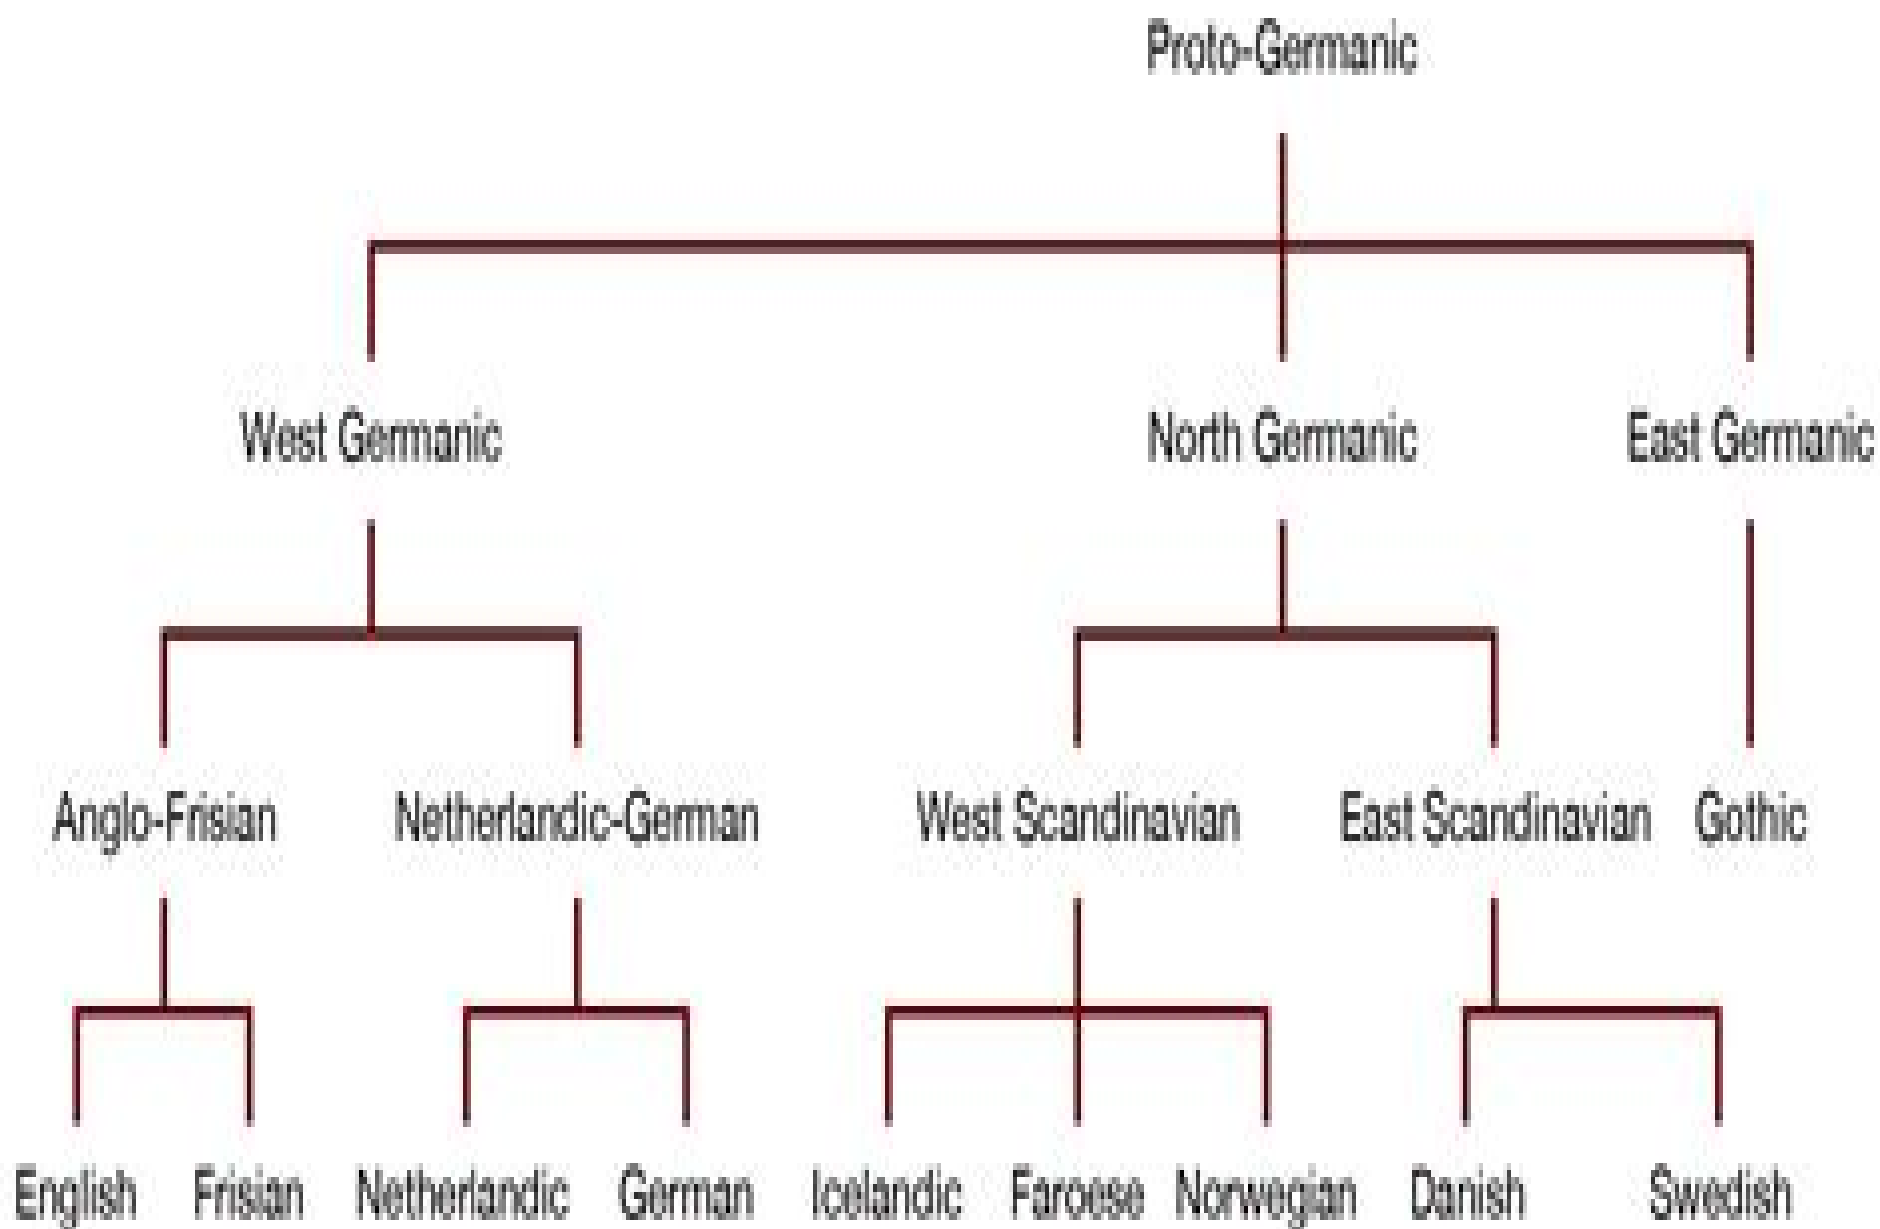 Proto-Germanic
West Germanic North Germanic East Germanic
Anglo-Frisian Netherlandic-German West Scandinavian East Scandinavian Gothic
English Frisian Netherlandic German Icelandic Faroese Norwegian Danish Swedish